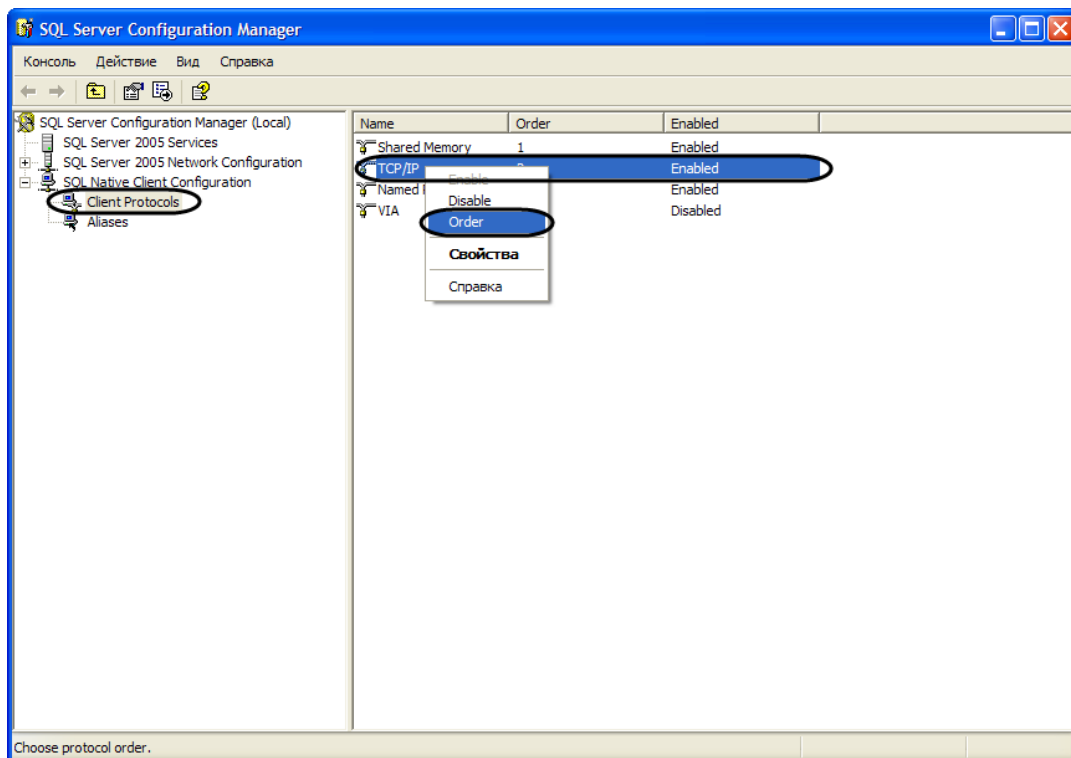 SQL Server Configuration Manager
Консоль Действие Вид Справка
SQL Server Configuration Manager (Local)
SQL Server 2005 Services
SQL Server 2005 Network Configuration
SQL Native Client Configuration
Client Protocols
Aliases
Name Order Enabled
Shared Memory 1 Enabled
TCP/IP Enabled
Named Enabled
VIA Disabled
Enable
Disable
Order
Свойства
Справка
Choose protocol order.